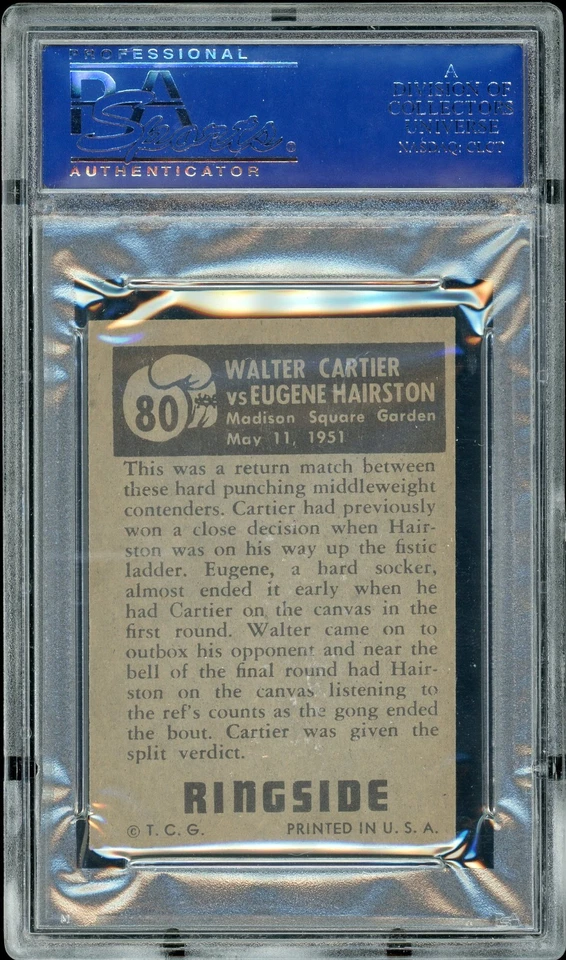 PROFESSIONAL
PSA
Sports
AUTHENTICATOR
A
DIVISION OF
COLLECTORS
UNIVERSE
NASDAQ: CLCT
80
WALTER CARTIER
VS EUGENE HAIRSTON
Madison Square Garden
May 11, 1951
This was a return match between
these hard punching middleweight
contenders. Cartier had previously
won a close decision when Hair-
ston was on his way up the fistic
ladder. Eugene, a hard socker,
almost ended it early when he
had Cartier on the canvas in the
first round. Walter came on to
outbox his opponent and near the
bell of the final round had Hair-
ston on the canvas listening to
the ref's counts as the gong ended
the bout. Cartier was given the
split verdict.
RINGSIDE
© T. C. G. PRINTED IN U. S. A.